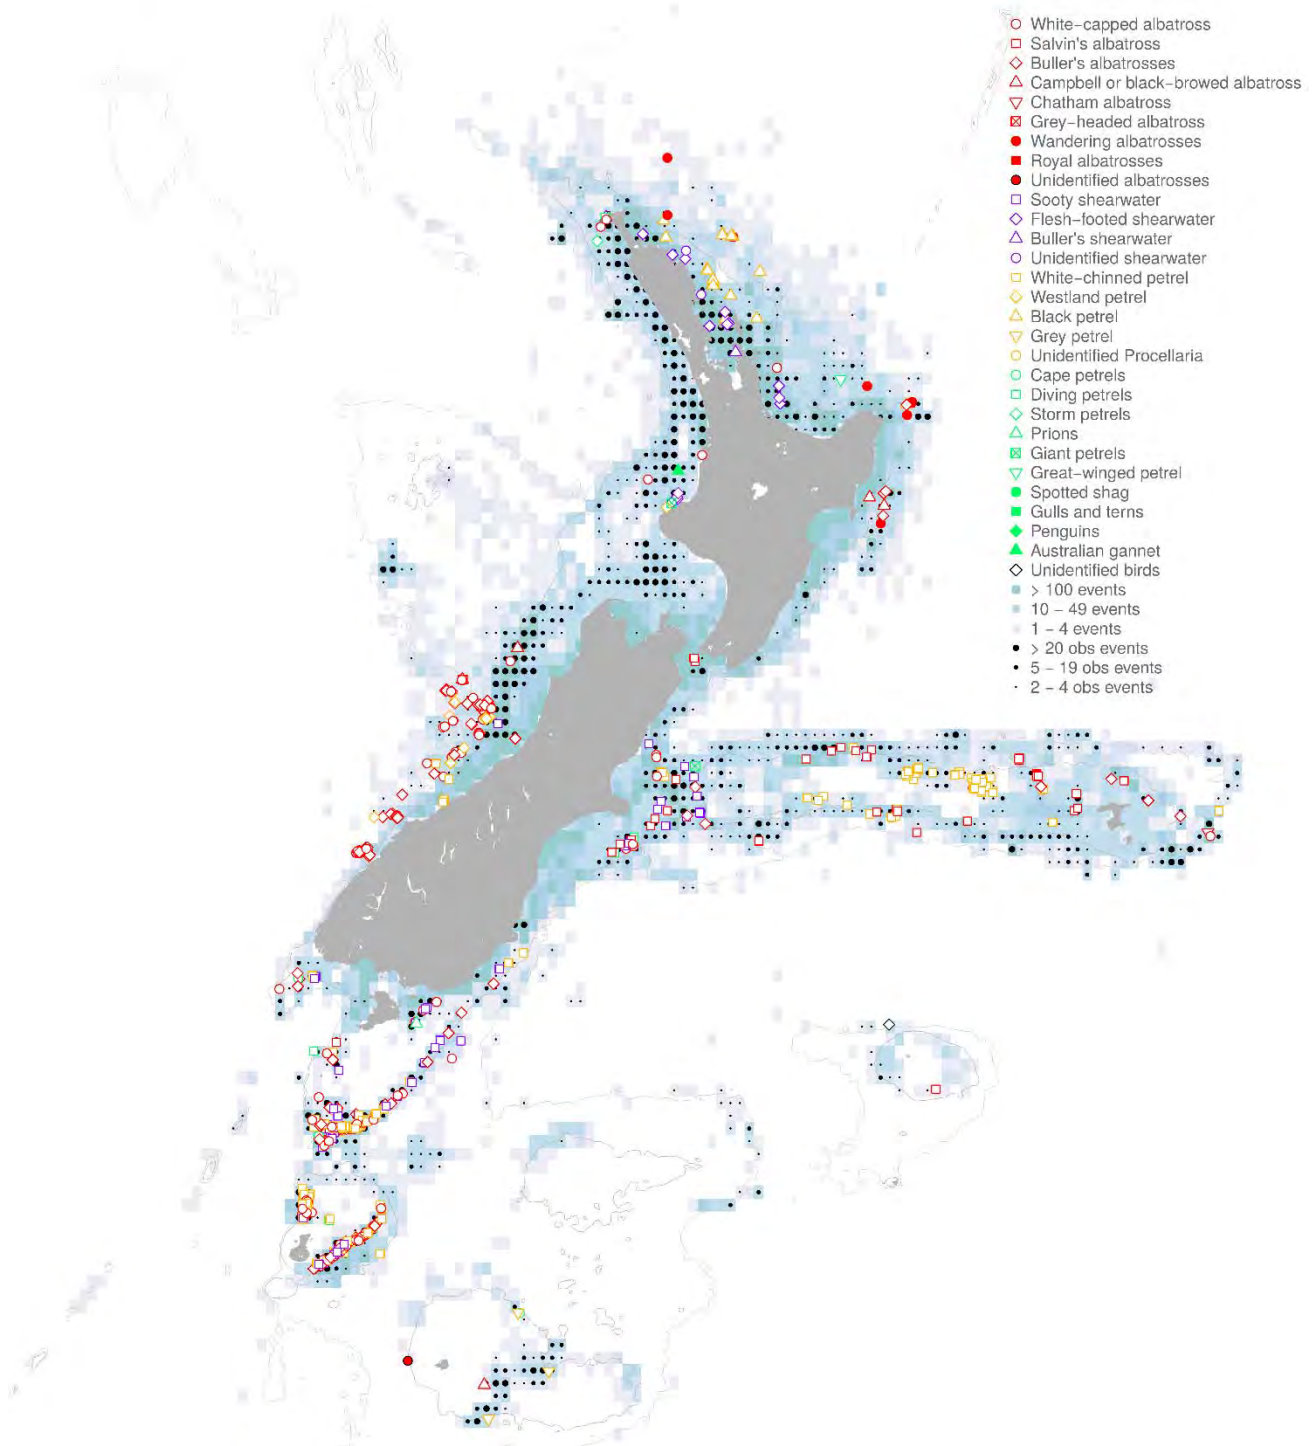 White−capped albatross
Salvin's albatross
Buller's albatrosses
Campbell or black−browed albatross
Chatham albatross
Grey−headed albatross
Wandering albatrosses
Royal albatrosses
Unidentified albatrosses
Sooty shearwater
Flesh−footed shearwater
Buller's shearwater
Unidentified shearwater
White−chinned petrel
Westland petrel
Black petrel
Grey petrel
Unidentified Procellaria
Cape petrels
Diving petrels
Storm petrels
Prions
Giant petrels
Great−winged petrel
Spotted shag
Gulls and terns
Penguins
Australian gannet
Unidentified birds
> 100 events
10 − 49 events
1 − 4 events
> 20 obs events
5 − 19 obs events
2 − 4 obs events